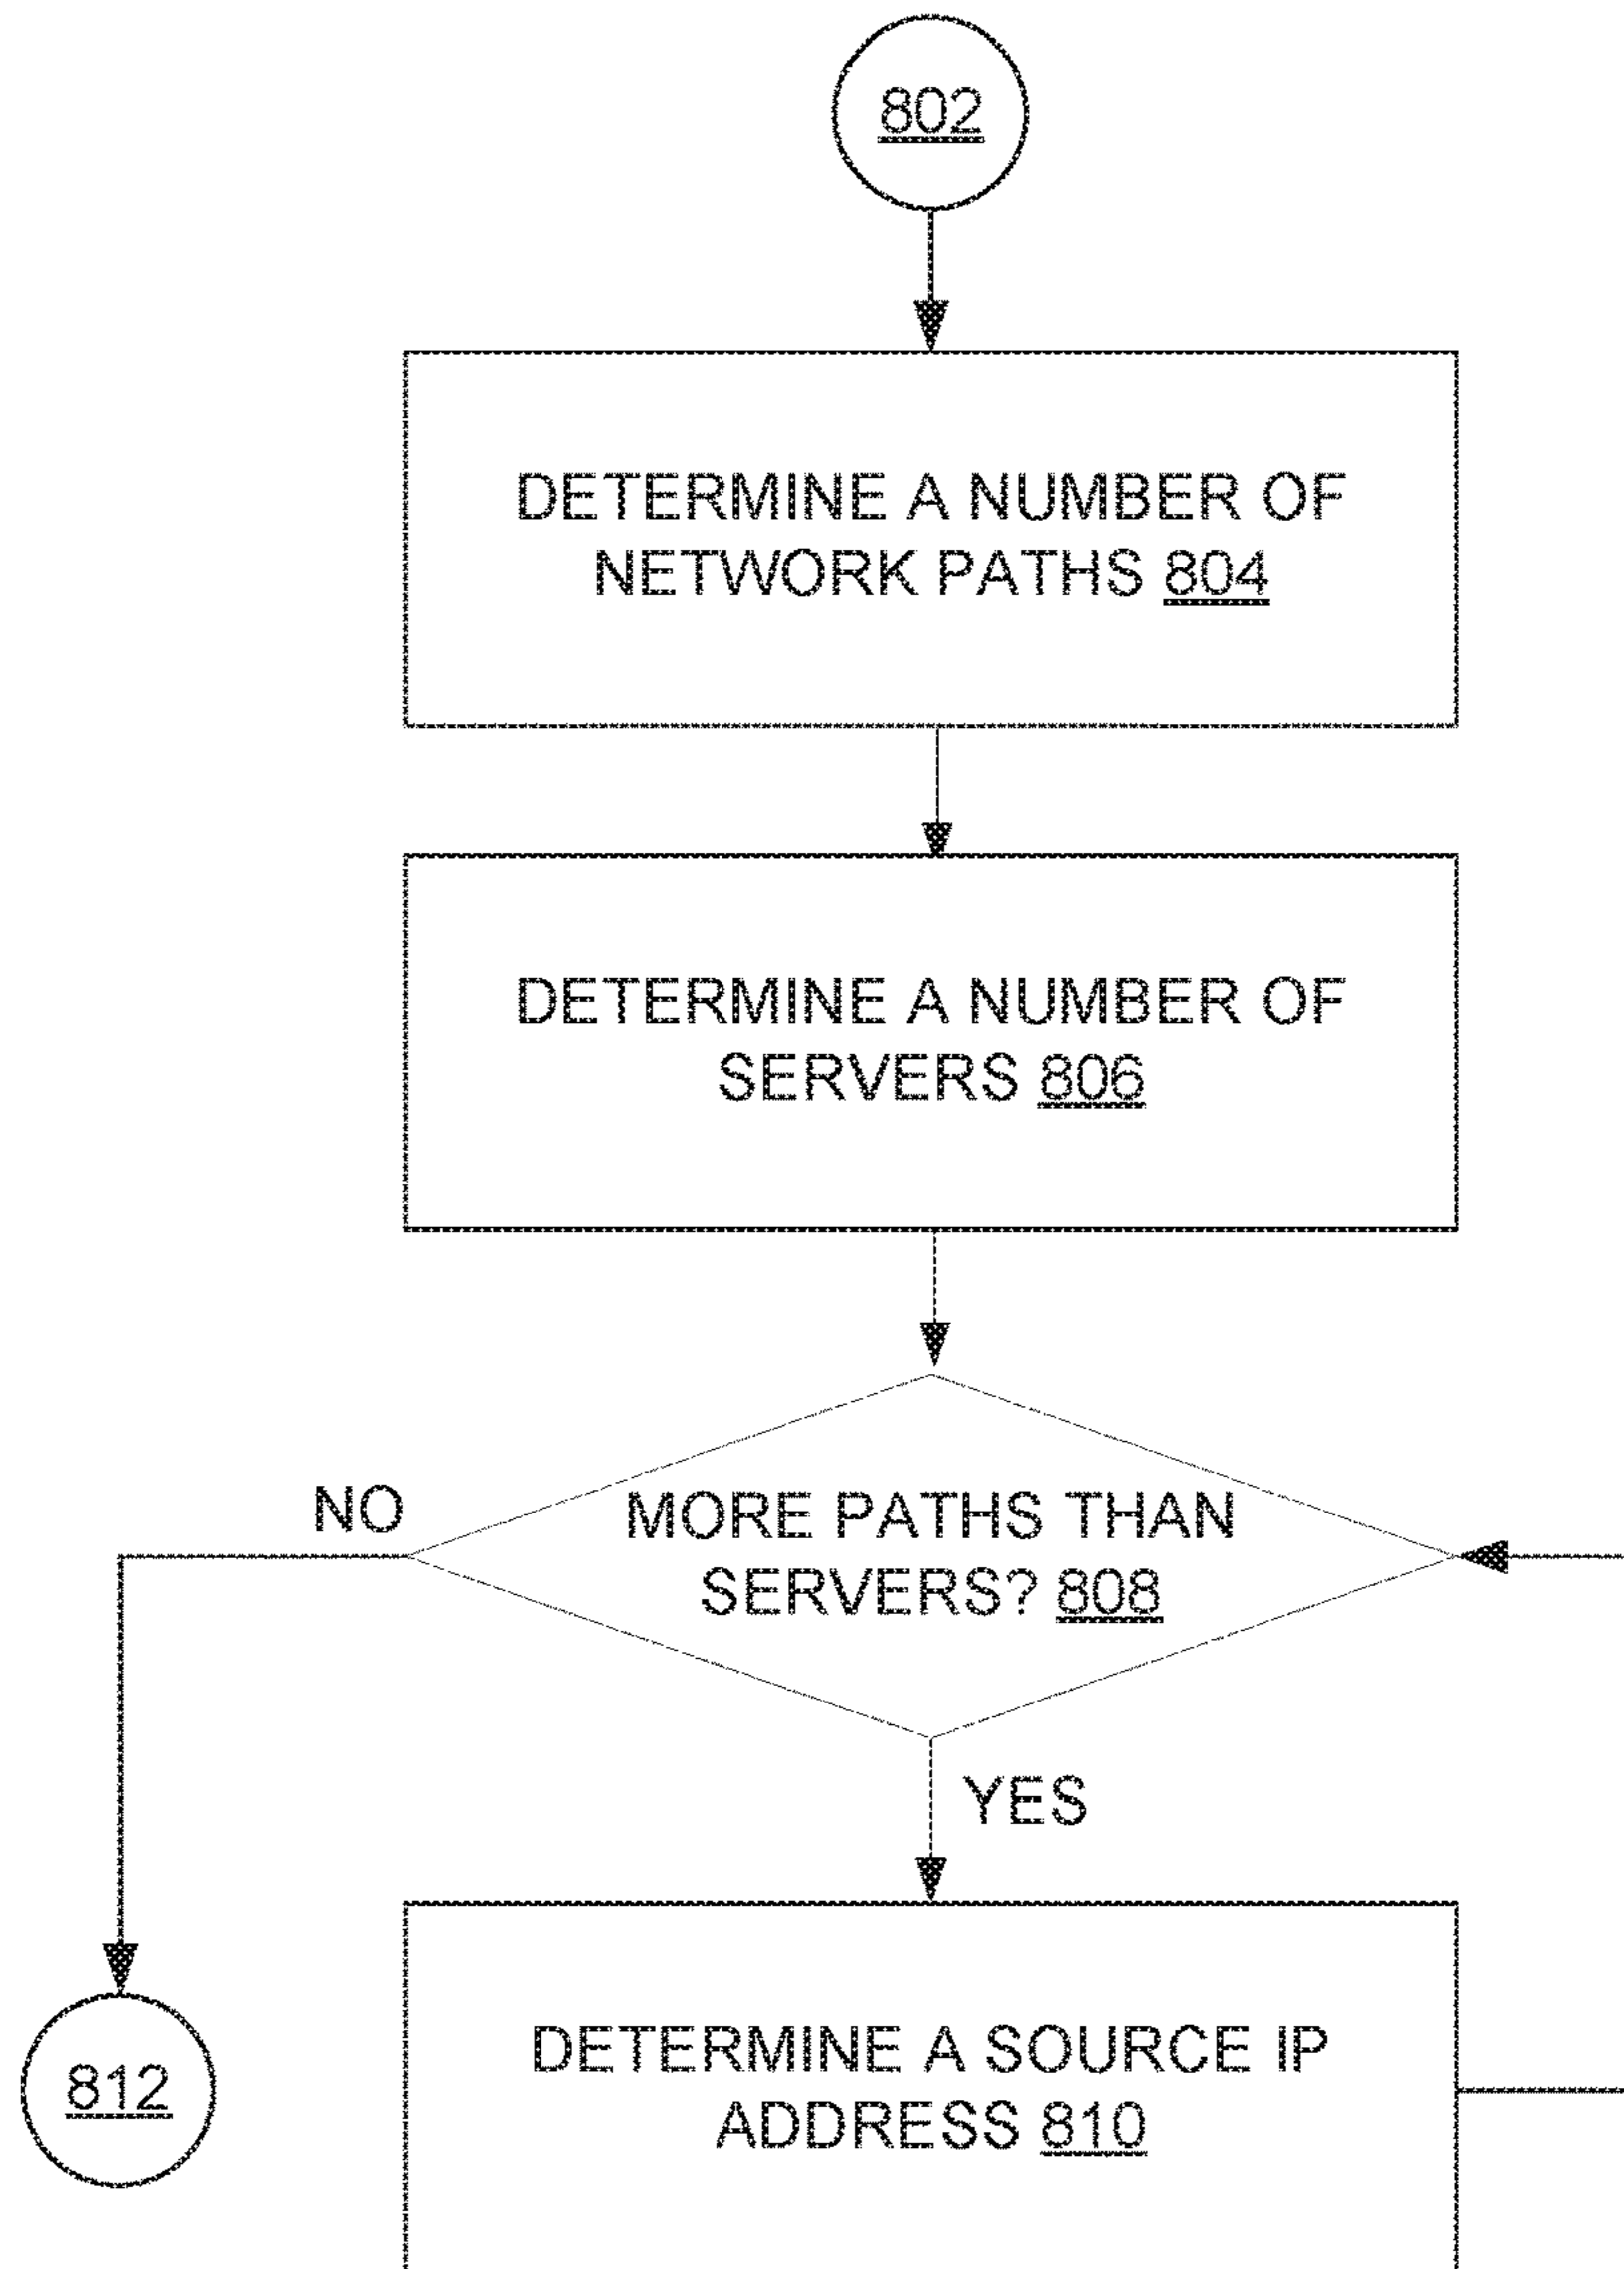 802
DETERMINE A NUMBER OF
NETWORK PATHS 804
DETERMINE A NUMBER OF
SERVERS 806
NO
MORE PATHS THAN
SERVERS? 808
YES
812
DETERMINE A SOURCE IP
ADDRESS 810